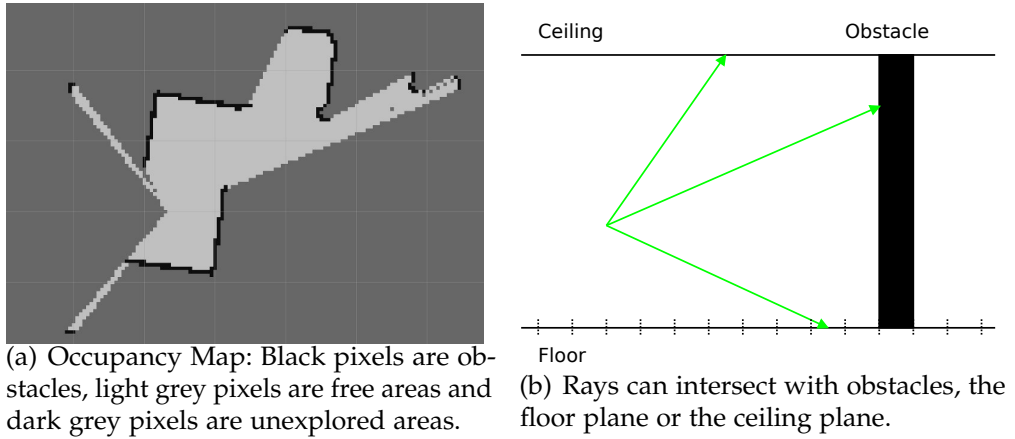 Ceiling
Obstacle
Floor
(a) Occupancy Map: Black pixels are ob-
stacles, light grey pixels are free areas and
dark grey pixels are unexplored areas.
(b) Rays can intersect with obstacles, the
floor plane or the ceiling plane.